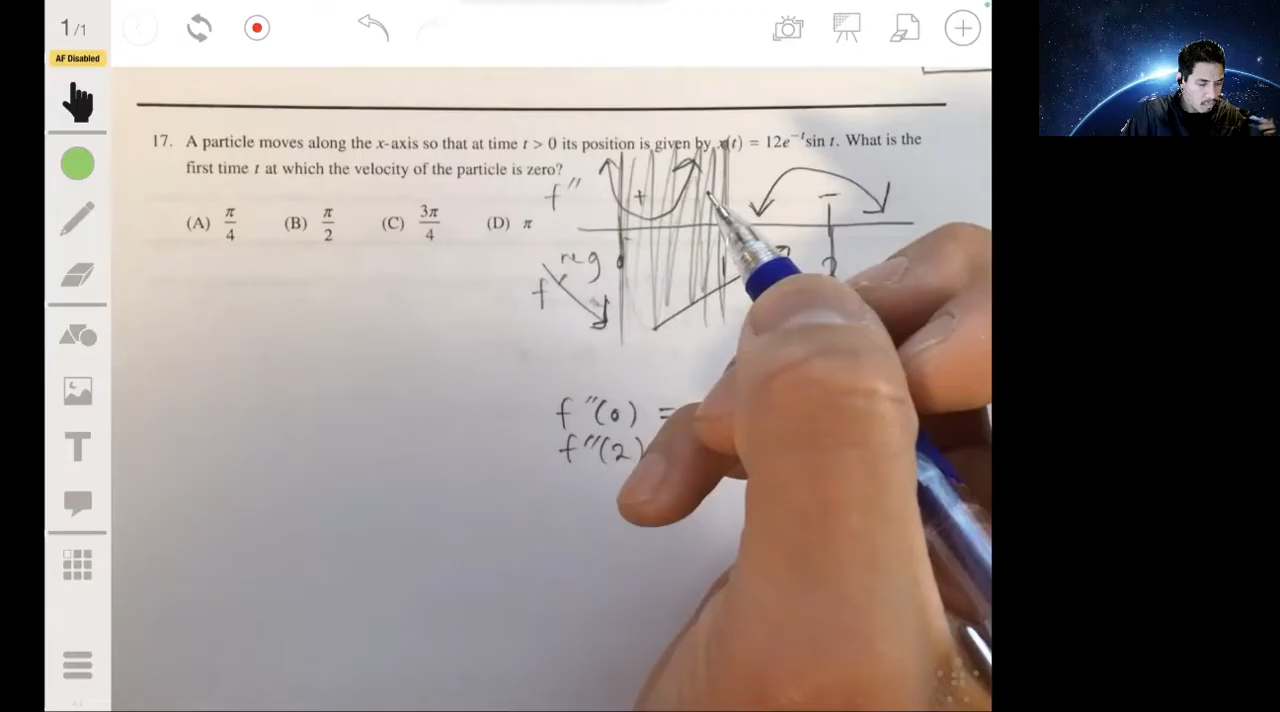 1/1
AF Disabled
17. A particle moves along the x-axis so that at time t > 0 its position is given by x(t) = 12e^{-t} sin t. What is the
first time t at which the velocity of the particle is zero?
(A) π/4 (B) π/2 (C) 3π/4 (D) π
f″ + −
neg
f
2
f″(0) =
f″(2)
T